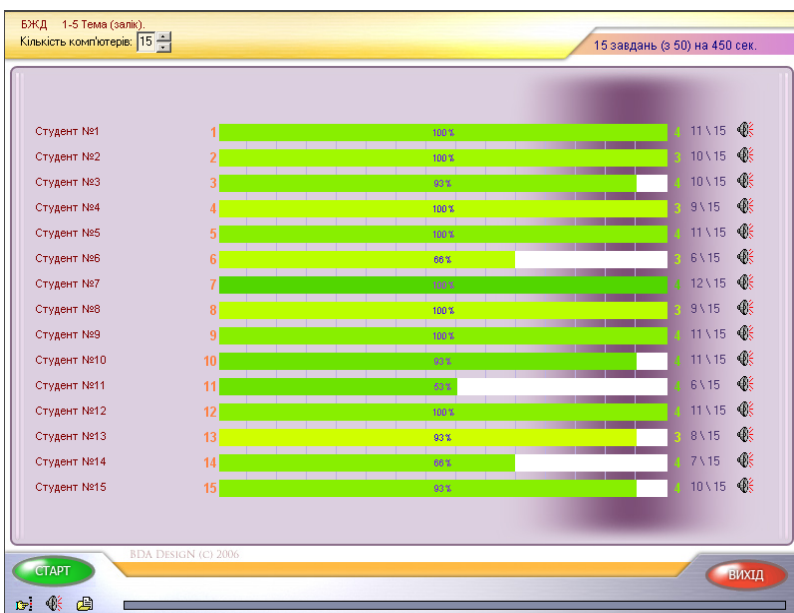 БЖД 1-5 Тема (залік).
Кількість комп'ютерів: 15
15 завдань (з 50) на 450 сек.
Студент №1 1 100% 4 11\15
Студент №2 2 100% 3 10\15
Студент №3 3 93% 4 10\15
Студент №4 4 100% 3 9\15
Студент №5 5 100% 4 11\15
Студент №6 6 66% 3 6\15
Студент №7 7 100% 4 12\15
Студент №8 8 100% 3 9\15
Студент №9 9 100% 4 11\15
Студент №10 10 93% 4 11\15
Студент №11 11 53% 4 6\15
Студент №12 12 100% 4 11\15
Студент №13 13 93% 3 8\15
Студент №14 14 66% 4 7\15
Студент №15 15 93% 4 10\15
BDA DESIGN (C) 2006
СТАРТ
ВИХІД